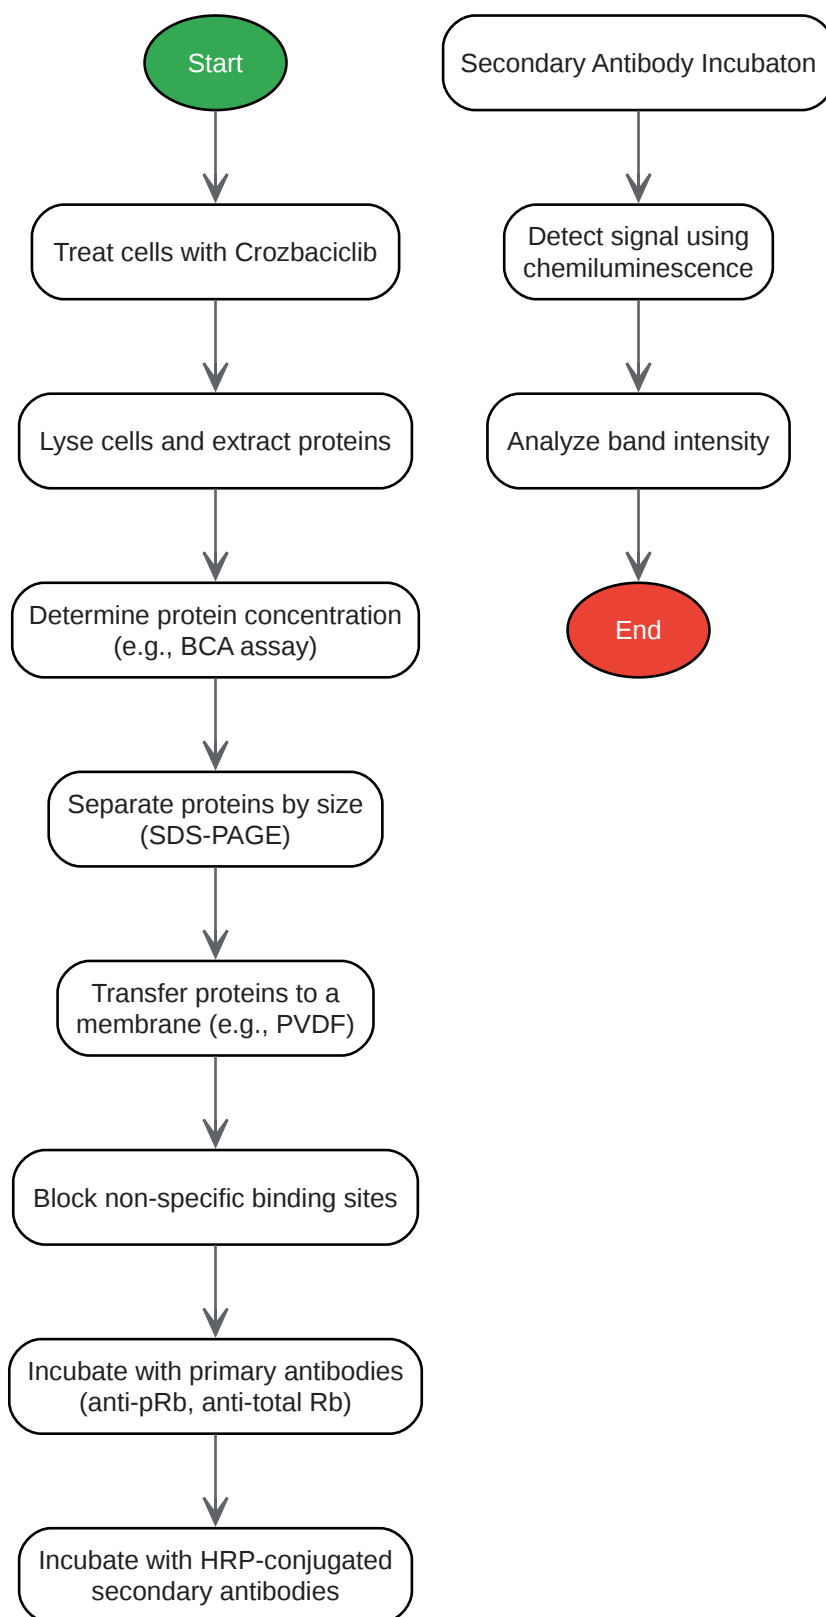 Start
Treat cells with Crozbaciclib
Lyse cells and extract proteins
Determine protein concentration
(e.g., BCA assay)
Separate proteins by size
(SDS-PAGE)
Transfer proteins to a
membrane (e.g., PVDF)
Block non-specific binding sites
Incubate with primary antibodies
(anti-pRb, anti-total Rb)
Incubate with HRP-conjugated
secondary antibodies
Secondary Antibody Incubaton
Detect signal using
chemiluminescence
Analyze band intensity
End